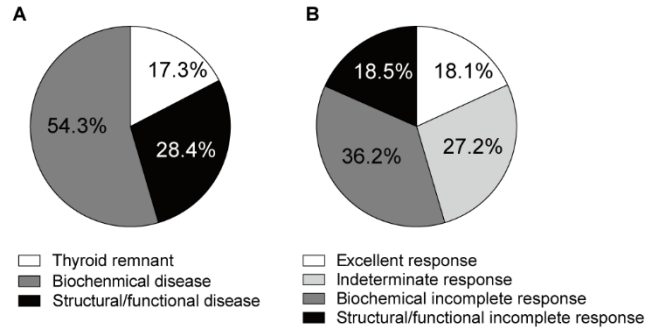 A
B
17.3%
54.3%
28.4%
18.5%
18.1%
36.2%
27.2%
Thyroid remnant
Biochenmical disease
Structural/functional disease
Excellent response
Indeterminate response
Biochemical incomplete response
Structural/functional incomplete response